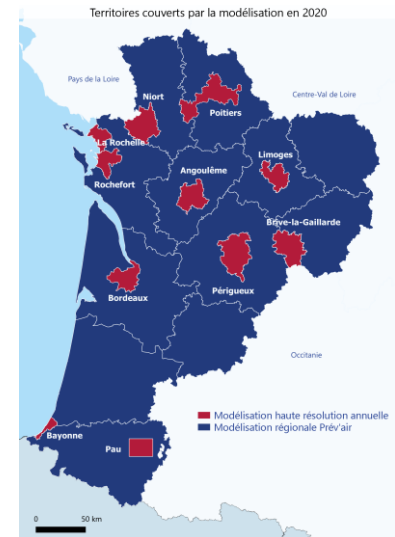 Territoires couverts par la modélisation en 2020
Pays de la Loire
Niort
Centre-Val de Loire
Poitiers
La Rochelle
Limoges
Angoulême
Rochefort
Brive-la-Gaillarde
Périgueux
Bordeaux
Occitanie
Modélisation haute résolution annuelle
Modélisation régionale Prév'air
Bayonne
Pau
0 50 km